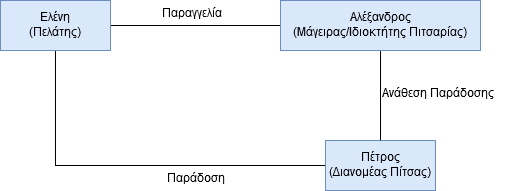 Ελένη
(Πελάτης)
Παραγγελία
Αλέξανδρος
(Μάγειρας/Ιδιοκτήτης Πιτσαρίας)
Ανάθεση Παράδοσης
Πέτρος
(Διανομέας Πίτσας)
Παράδοση